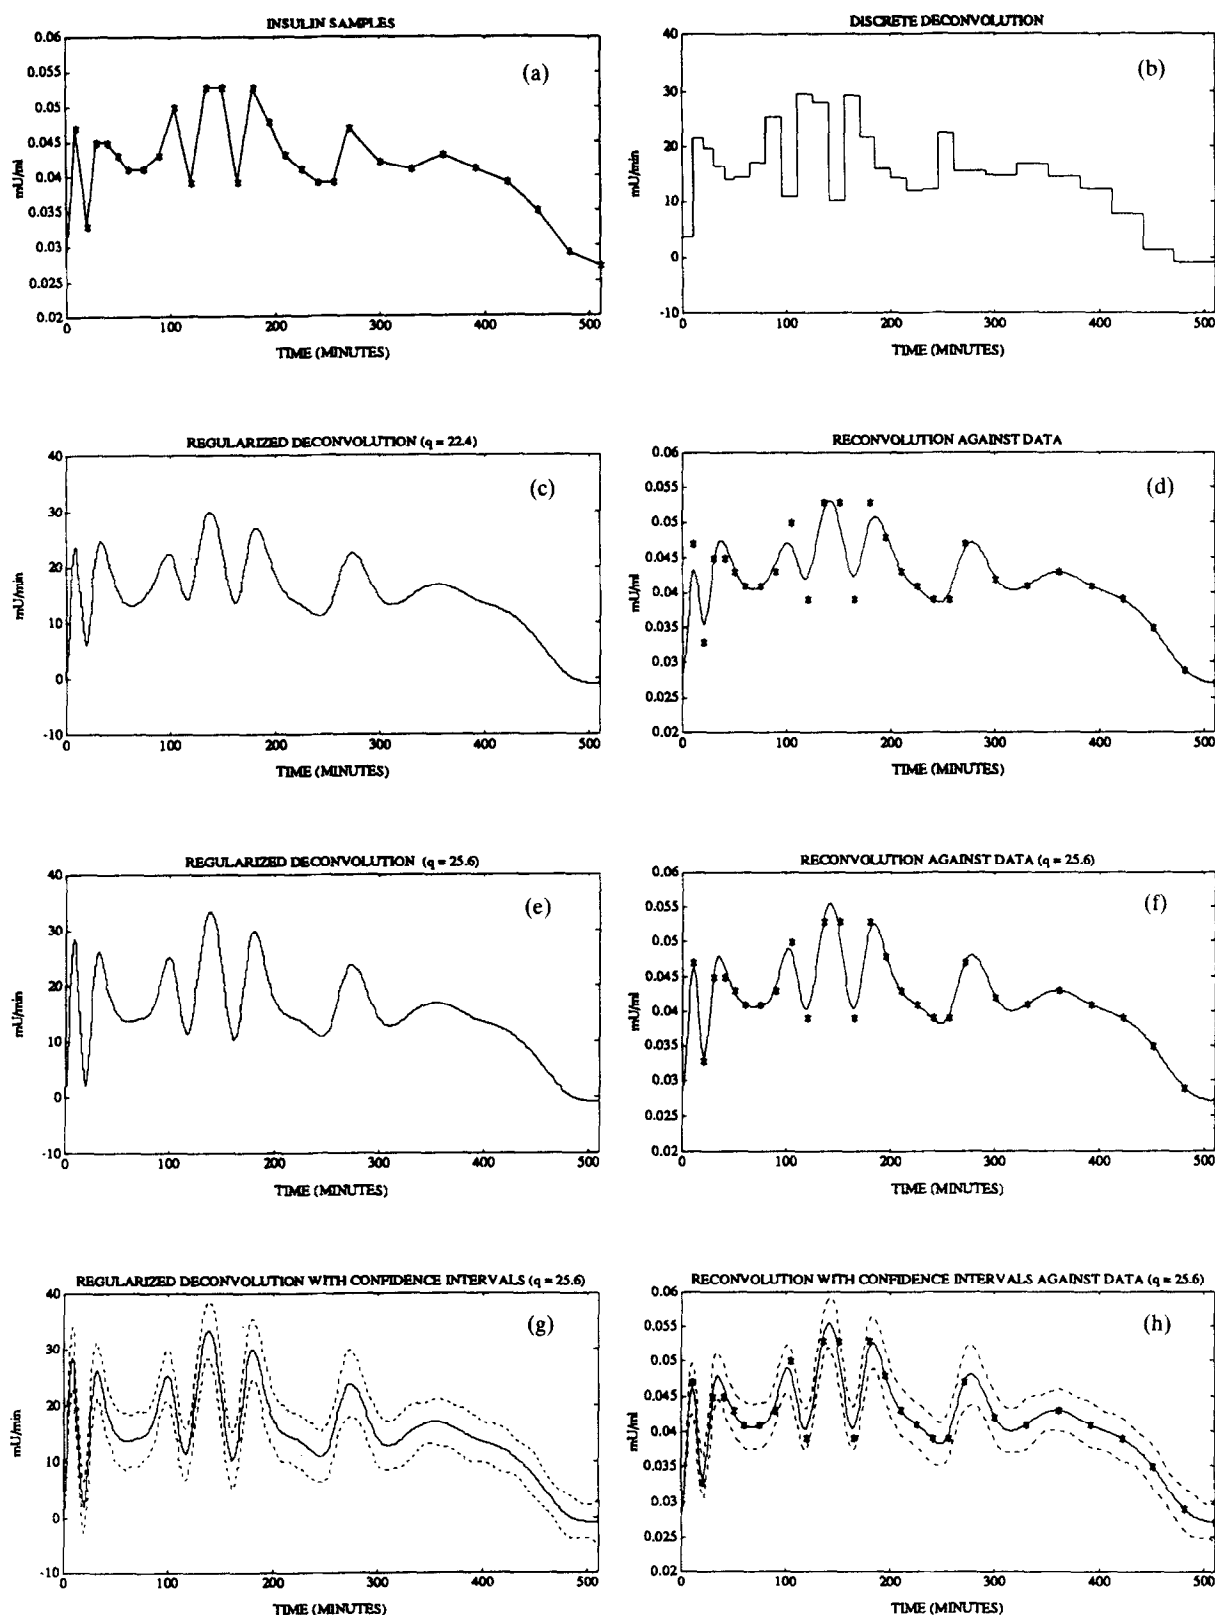 INSULIN SAMPLES
(a)
0.06
0.055
0.05
0.045
0.04
0.035
0.03
0.025
0.02
mU/ml
0 100 200 300 400 500
TIME (MINUTES)
DISCRETE DECONVOLUTION
(b)
40
30
20
10
0
-10
mU/min
0 100 200 300 400 500
TIME (MINUTES)
REGULARIZED DECONVOLUTION (q = 22.4)
(c)
40
30
20
10
0
-10
mU/min
0 100 200 300 400 500
TIME (MINUTES)
RECONVOLUTION AGAINST DATA
(d)
0.06
0.055
0.05
0.045
0.04
0.035
0.03
0.025
0.02
mU/ml
0 100 200 300 400 500
TIME (MINUTES)
REGULARIZED DECONVOLUTION (q = 25.6)
(e)
40
30
20
10
0
-10
mU/min
0 100 200 300 400 500
TIME (MINUTES)
RECONVOLUTION AGAINST DATA (q = 25.6)
(f)
0.06
0.055
0.05
0.045
0.04
0.035
0.03
0.025
0.02
mU/ml
0 100 200 300 400 500
TIME (MINUTES)
REGULARIZED DECONVOLUTION WITH CONFIDENCE INTERVALS (q = 25.6)
(g)
40
30
20
10
0
-10
mU/min
0 100 200 300 400 500
TIME (MINUTES)
RECONVOLUTION WITH CONFIDENCE INTERVALS AGAINST DATA (q = 25.6)
(h)
0.06
0.055
0.05
0.045
0.04
0.035
0.03
0.025
0.02
mU/ml
0 100 200 300 400 500
TIME (MINUTES)